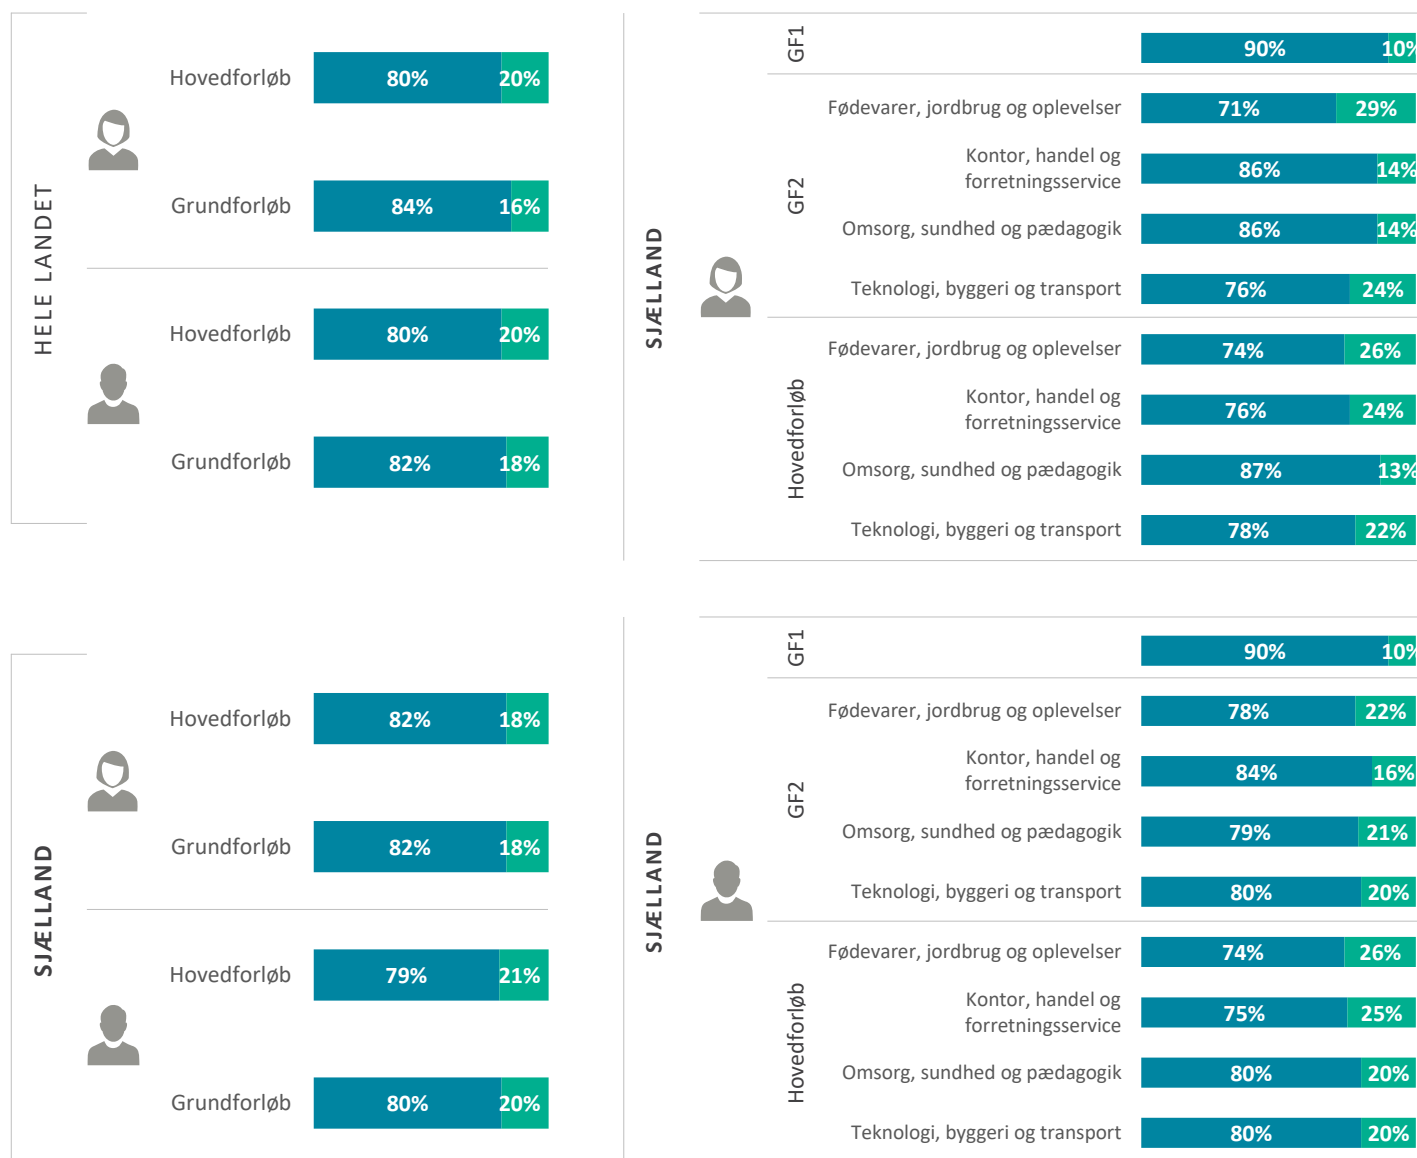 HELE LANDET
Hovedforløb
80% 20%
Grundforløb
84% 16%
Hovedforløb
80% 20%
Grundforløb
82% 18%
SJÆLLAND
GF1
90% 10%
GF2
Fødevarer, jordbrug og oplevelser
71% 29%
Kontor, handel og
forretningsservice
86% 14%
Omsorg, sundhed og pædagogik
86% 14%
Teknologi, byggeri og transport
76% 24%
Hovedforløb
Fødevarer, jordbrug og oplevelser
74% 26%
Kontor, handel og
forretningsservice
76% 24%
Omsorg, sundhed og pædagogik
87% 13%
Teknologi, byggeri og transport
78% 22%
SJÆLLAND
Hovedforløb
82% 18%
Grundforløb
82% 18%
Hovedforløb
79% 21%
Grundforløb
80% 20%
SJÆLLAND
GF1
90% 10%
GF2
Fødevarer, jordbrug og oplevelser
78% 22%
Kontor, handel og
forretningsservice
84% 16%
Omsorg, sundhed og pædagogik
79% 21%
Teknologi, byggeri og transport
80% 20%
Hovedforløb
Fødevarer, jordbrug og oplevelser
74% 26%
Kontor, handel og
forretningsservice
75% 25%
Omsorg, sundhed og pædagogik
80% 20%
Teknologi, byggeri og transport
80% 20%